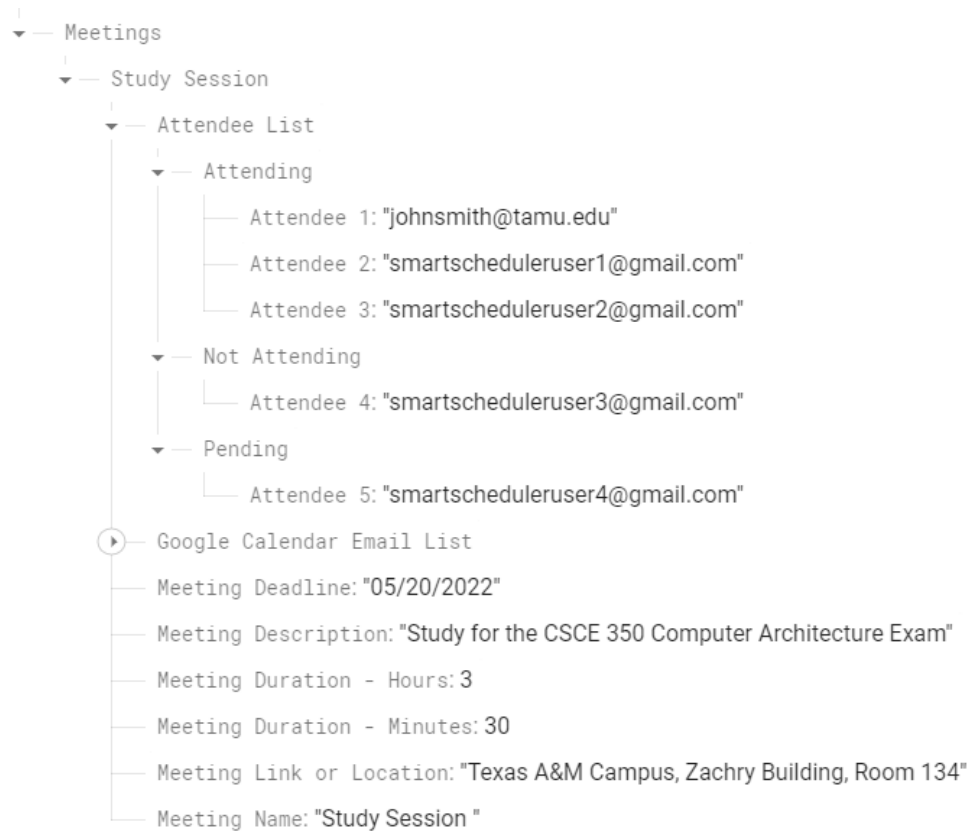 Meetings
Study Session
Attendee List
Attending
Attendee 1: "johnsmith@tamu.edu"
Attendee 2: "smartscheduleruser1@gmail.com"
Attendee 3: "smartscheduleruser2@gmail.com"
Not Attending
Attendee 4: "smartscheduleruser3@gmail.com"
Pending
Attendee 5: "smartscheduleruser4@gmail.com"
Google Calendar Email List
Meeting Deadline: "05/20/2022"
Meeting Description: "Study for the CSCE 350 Computer Architecture Exam"
Meeting Duration - Hours: 3
Meeting Duration - Minutes: 30
Meeting Link or Location: "Texas A&M Campus, Zachry Building, Room 134"
Meeting Name: "Study Session "